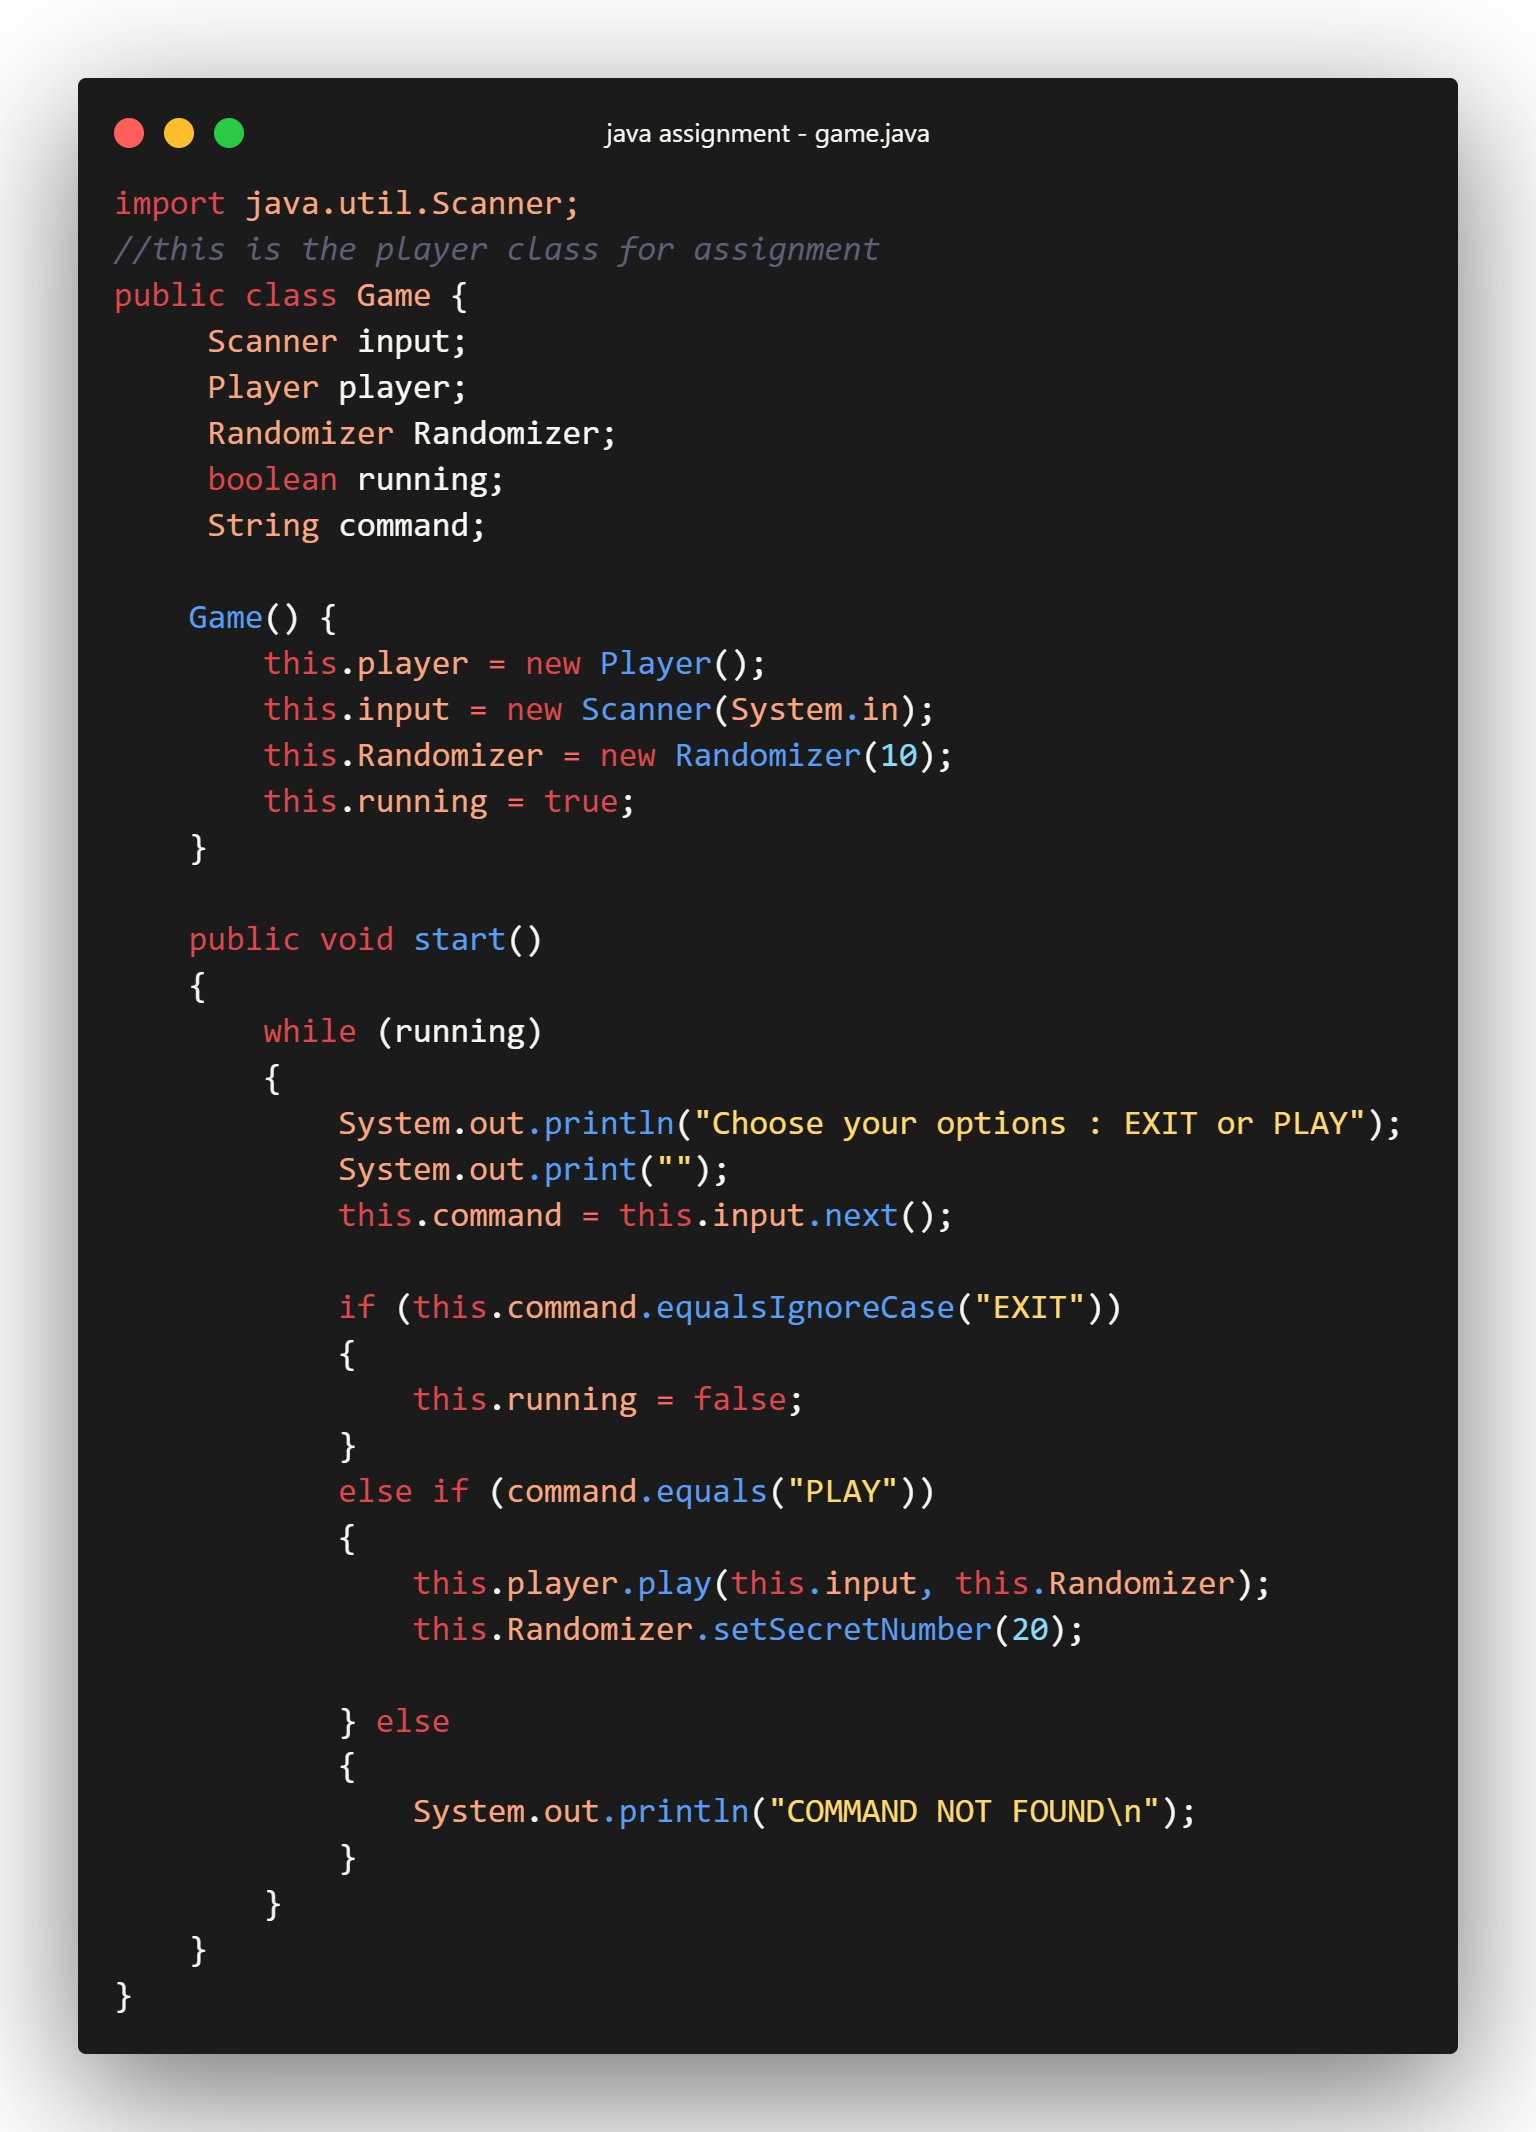 java assignment - game.java
import java.util.Scanner;
//this is the player class for assignment
public class Game {
     Scanner input;
     Player player;
     Randomizer Randomizer;
     boolean running;
     String command;

    Game() {
        this.player = new Player();
        this.input = new Scanner(System.in);
        this.Randomizer = new Randomizer(10);
        this.running = true;
    }

    public void start()
    {
        while (running)
        {
            System.out.println("Choose your options : EXIT or PLAY");
            System.out.print("");
            this.command = this.input.next();

            if (this.command.equalsIgnoreCase("EXIT"))
            {
                this.running = false;
            }
            else if (command.equals("PLAY"))
            {
                this.player.play(this.input, this.Randomizer);
                this.Randomizer.setSecretNumber(20);

            } else
            {
                System.out.println("COMMAND NOT FOUND\n");
            }
        }
    }
}